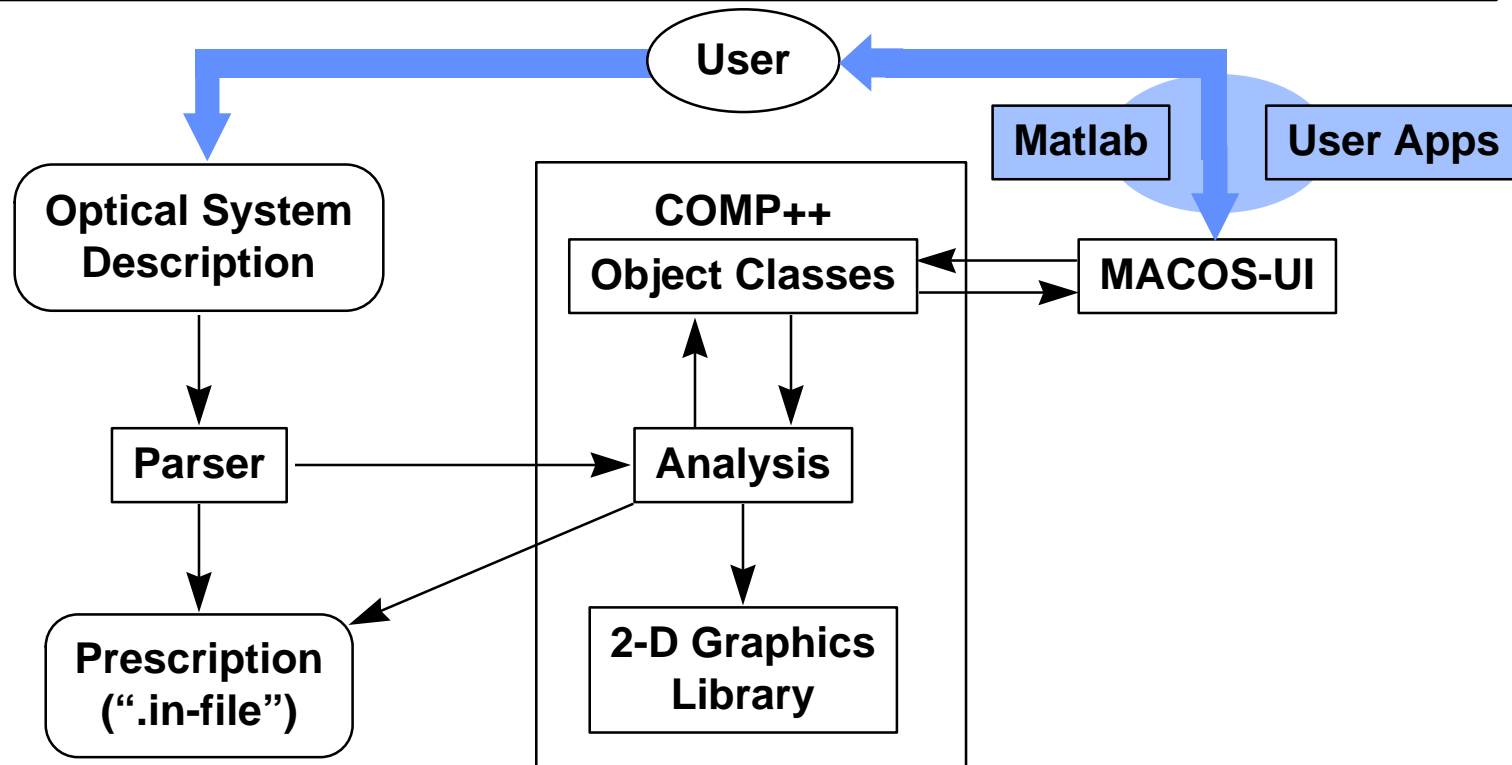 User
Matlab
User Apps
Optical System
Description
COMP++
Object Classes
MACOS-UI
Parser
Analysis
Prescription
(“.in-file”)
2-D Graphics
Library